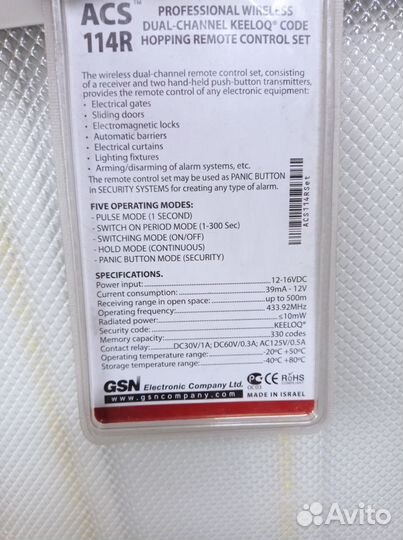 ACS™
114R
PROFESSIONAL WIRELESS
DUAL-CHANNEL KEELOQ® CODE
HOPPING REMOTE CONTROL SET
The wireless dual-channel remote control set, consisting
of a receiver and two hand-held push-button transmitters,
provides the remote control of any electronic equipment:
• Electrical gates
• Sliding doors
• Electromagnetic locks
• Automatic barriers
• Electrical curtains
• Lighting fixtures
• Arming/disarming of alarm systems, etc.
The remote control set may be used as PANIC BUTTON
in SECURITY SYSTEMS for creating any type of alarm.
FIVE OPERATING MODES:
- PULSE MODE (1 SECOND)
- SWITCH ON PERIOD MODE (1-300 Sec)
- SWITCHING MODE (ON/OFF)
- HOLD MODE (CONTINUOUS)
- PANIC BUTTON MODE (SECURITY)
ACS114RSet
SPECIFICATIONS.
Power input: 12-16VDC
Current consumption: 39mA - 12V
Receiving range in open space: up to 500m
Operating frequency: 433.92MHz
Radiated power: ≤10mW
Security code: KEELOQ®
Memory capacity: 330 codes
Contact relay: DC30V/1A; DC60V/0.3A; AC125V/0.5A
Operating temperature range: -20°C +50°C
Storage temperature range: -40°C +80°C
GSN Electronic Company Ltd.
www.gsncompany.com
CE RoHS
MADE IN ISRAEL
Avito